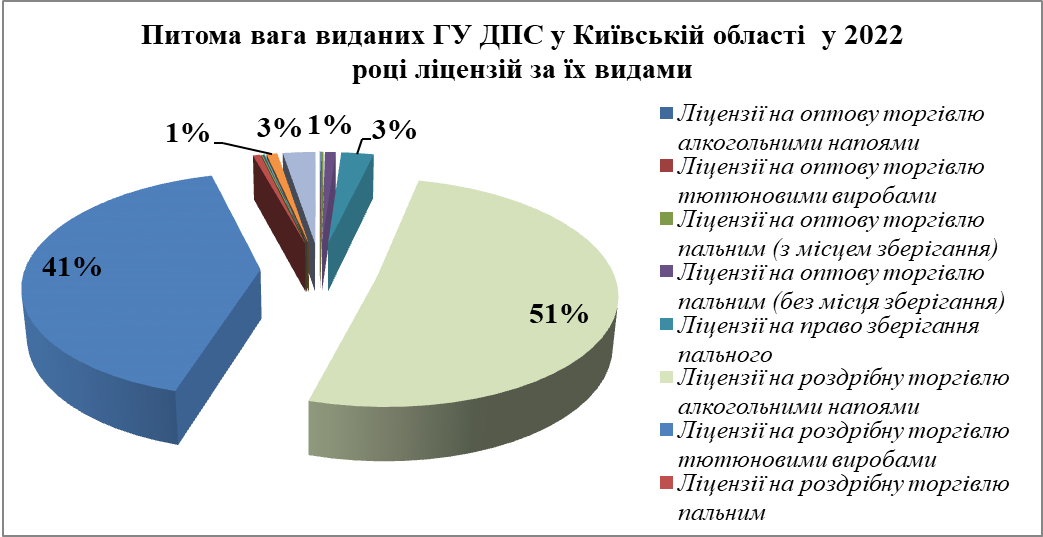 Питома вага виданих ГУ ДПС у Київській області у 2022
році ліцензій за їх видами
1%
3%
1%
3%
41%
51%
Ліцензії на оптову торгівлю
алкогольними напоями
Ліцензії на оптову торгівлю
тютюновими виробами
Ліцензії на оптову торгівлю
пальним (з місцем зберігання)
Ліцензії на оптову торгівлю
пальним (без місця зберігання)
Ліцензії на право зберігання
пального
Ліцензії на роздрібну торгівлю
алкогольними напоями
Ліцензії на роздрібну торгівлю
тютюновими виробами
Ліцензії на роздрібну торгівлю
пальним